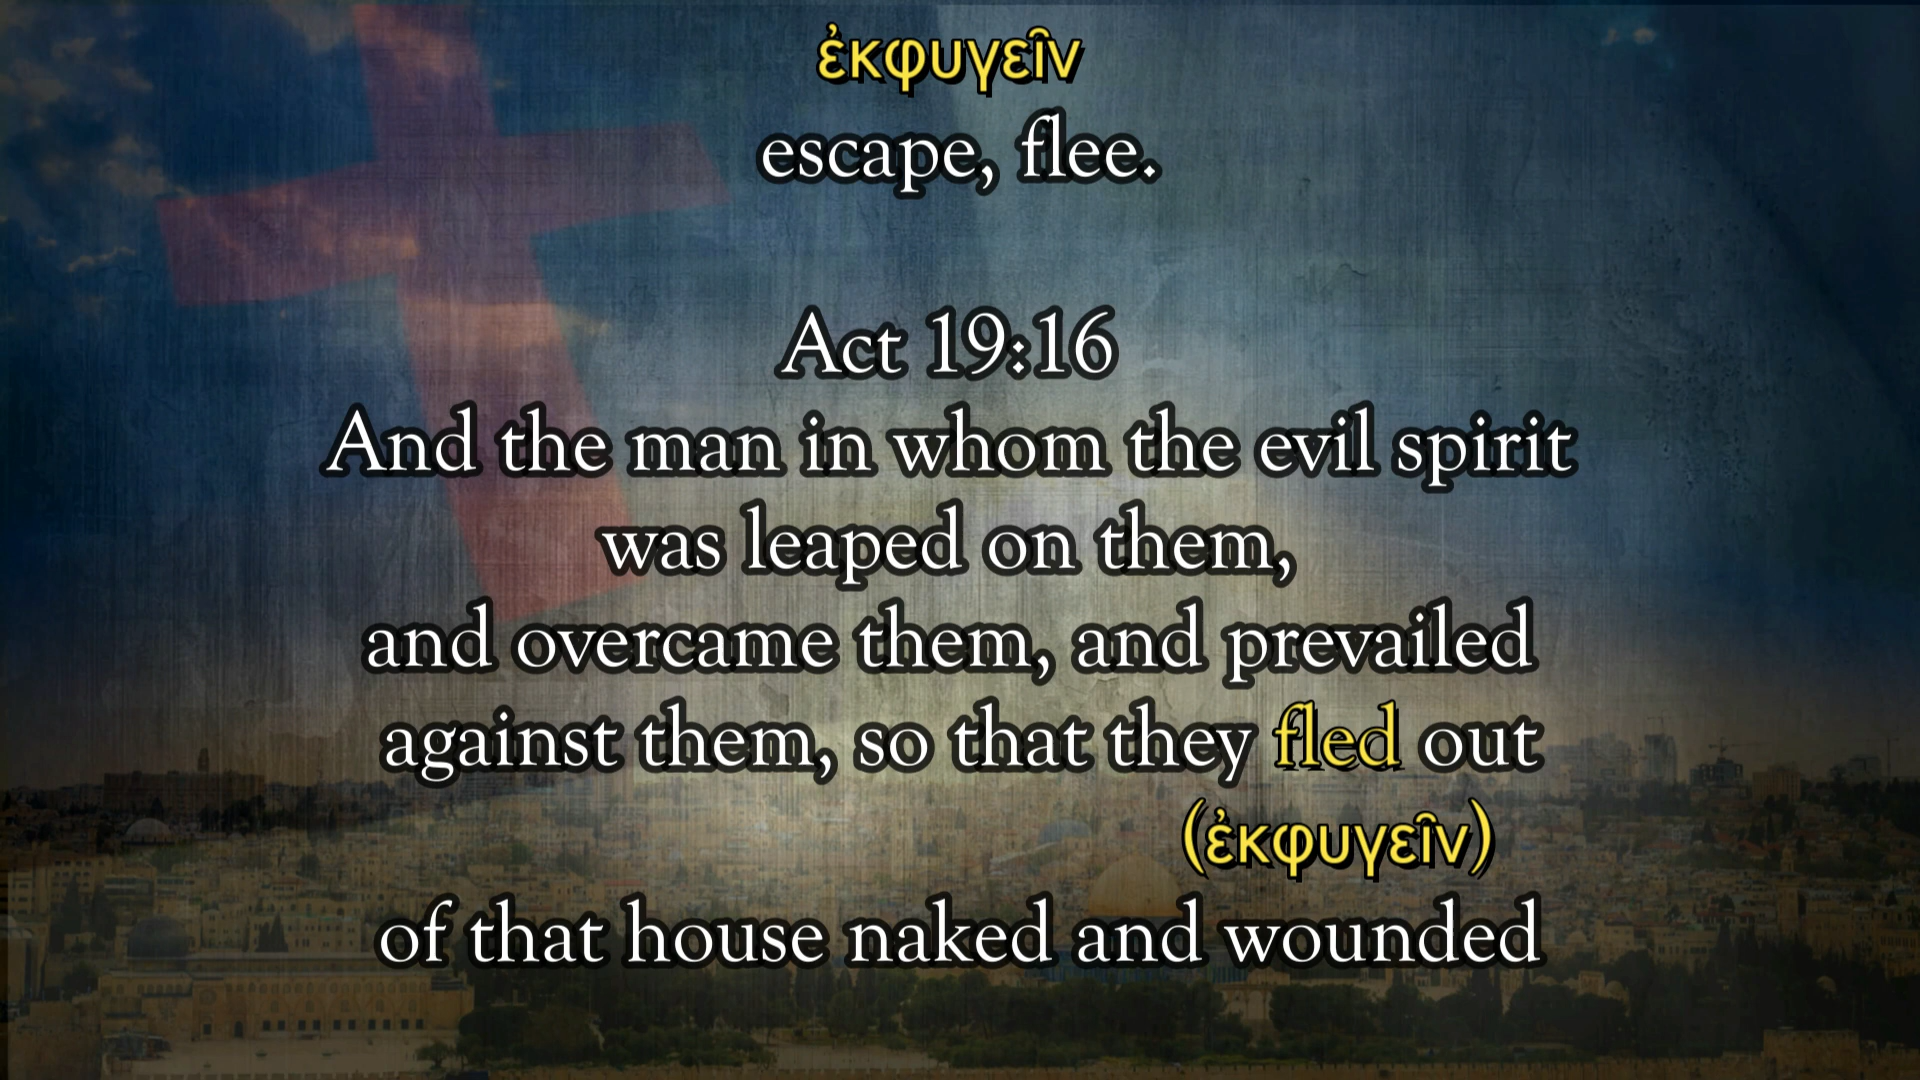 ἐκφυγεῖν
escape, flee.
Act 19:16
And the man in whom the evil spirit
was leaped on them,
and overcame them, and prevailed
against them, so that they fled out
(ἐκφυγεῖν)
of that house naked and wounded